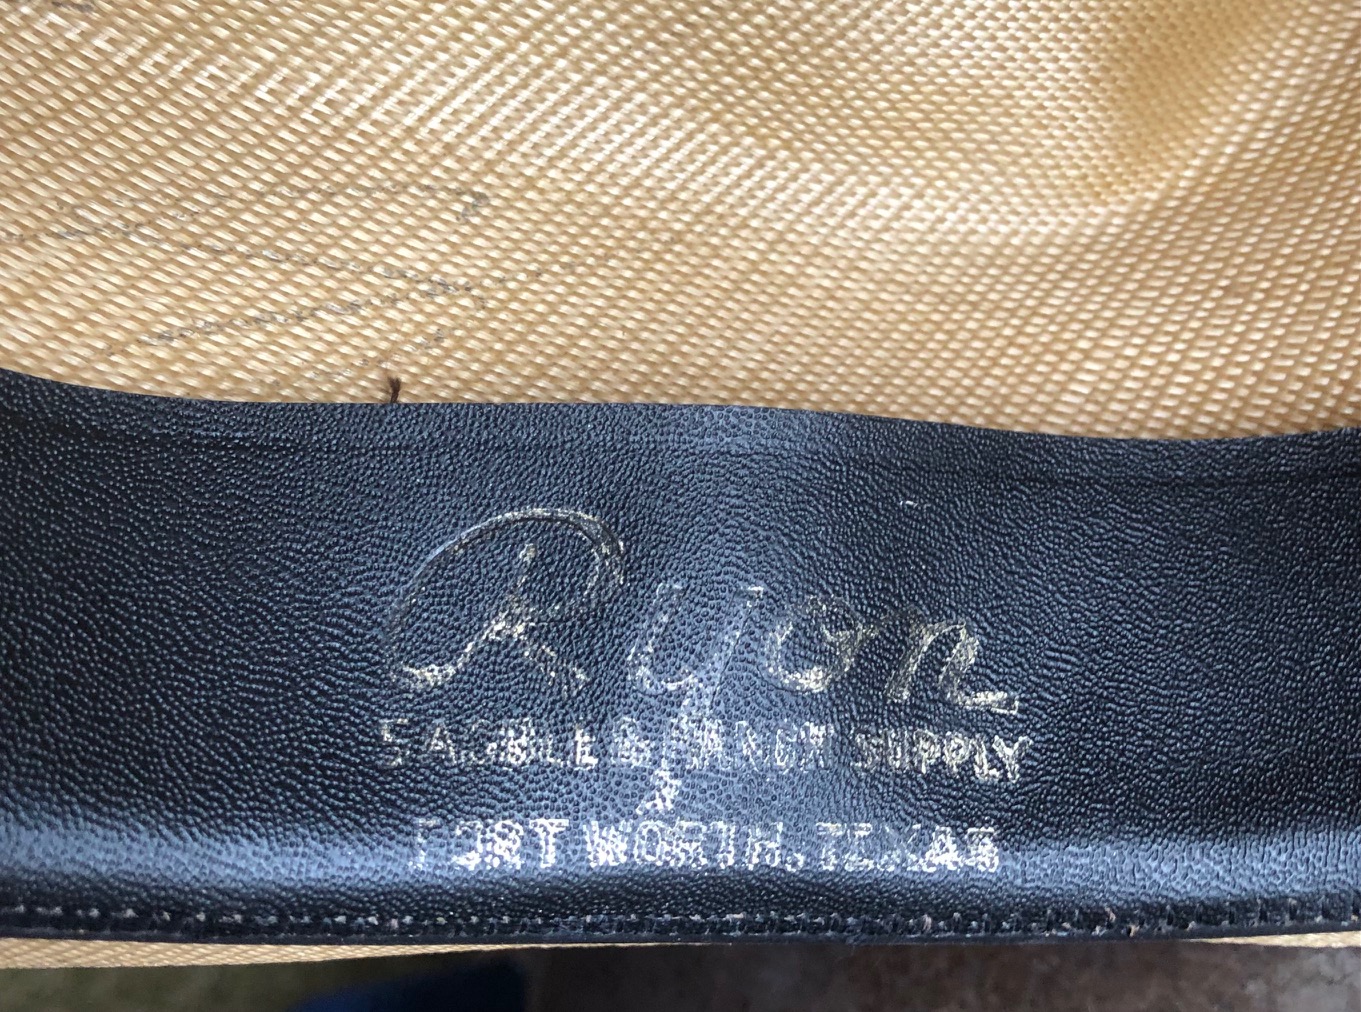 Ryon
SADDLE & RANCH SUPPLY
FORT WORTH, TEXAS